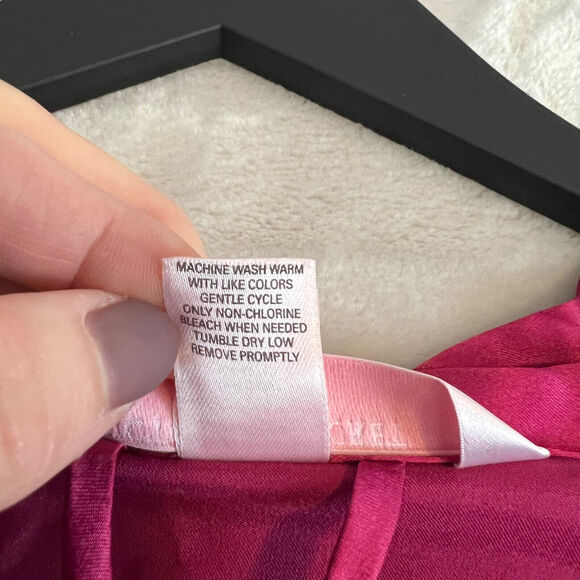 MACHINE WASH WARM
WITH LIKE COLORS
GENTLE CYCLE
ONLY NON-CHLORINE
BLEACH WHEN NEEDED
TUMBLE DRY LOW
REMOVE PROMPTLY